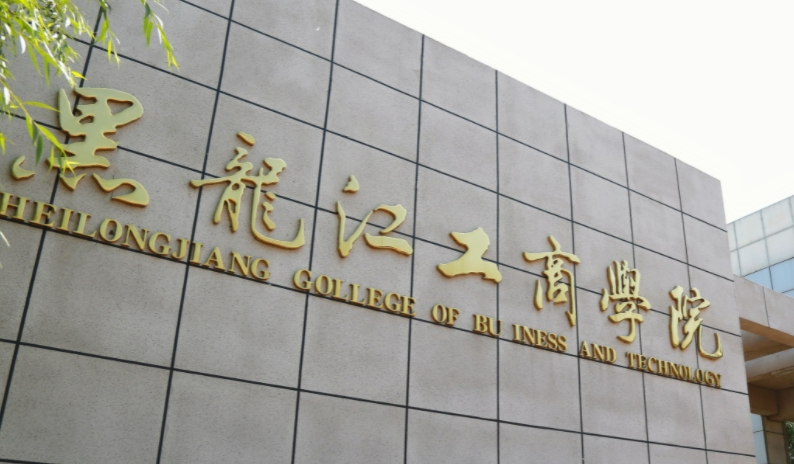 黑龍江工商學院
HEILONGJIANG GOLLEGE OF BU INESS AND TECHNOLOGY